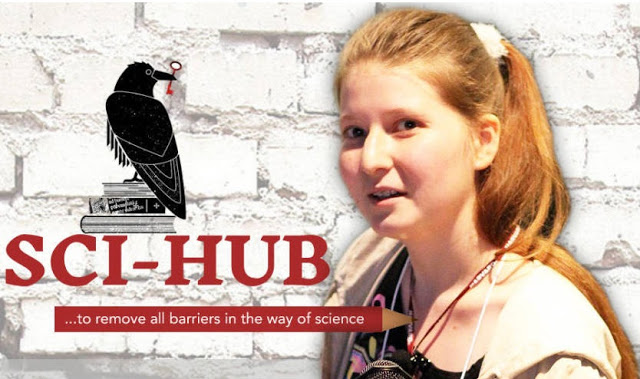 SCI-HUB
...to remove all barriers in the way of science